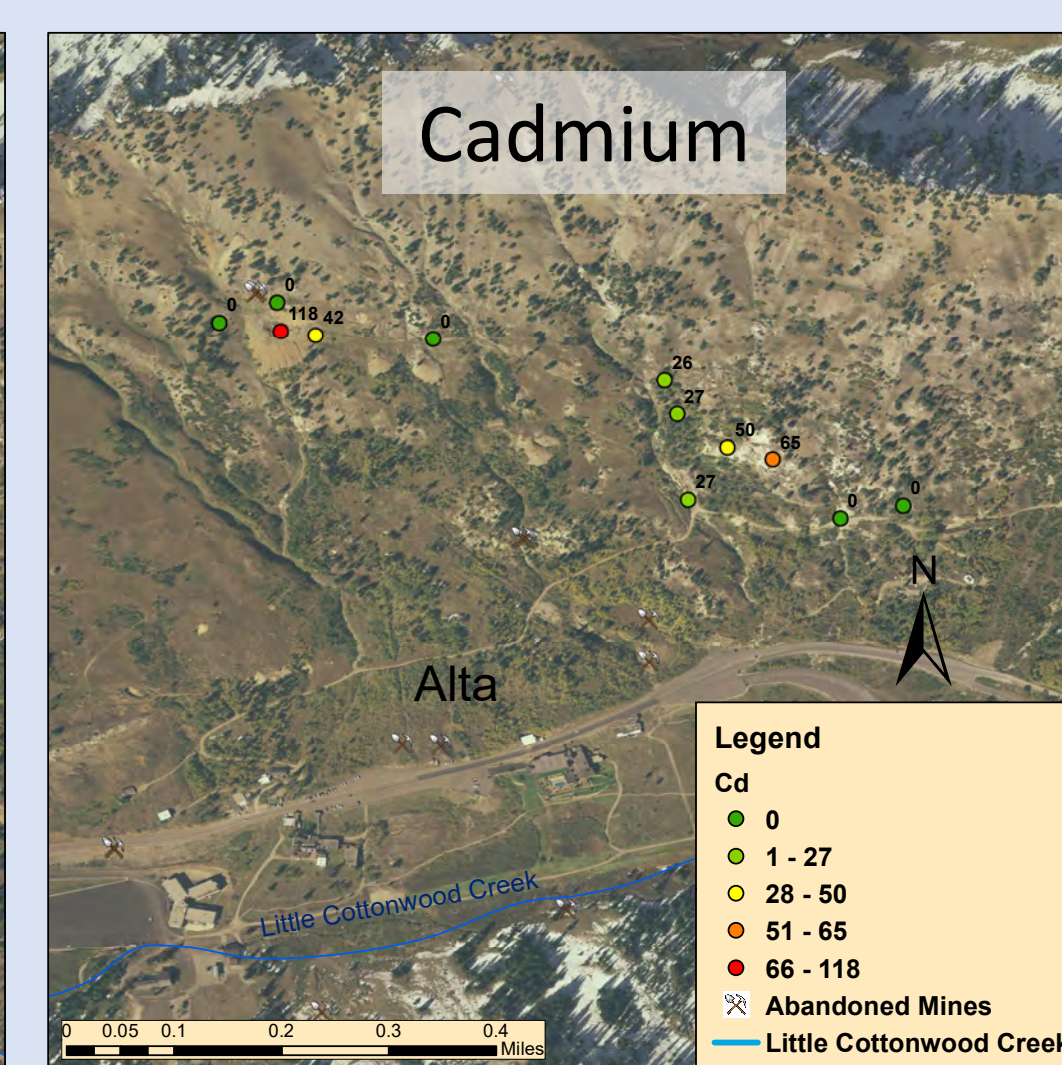 Cadmium
0
0
118 42
0
26
27
50
65
27
0
0
N
Alta
Little Cottonwood Creek
Legend
Cd
0
1 - 27
28 - 50
51 - 65
66 - 118
Abandoned Mines
Little Cottonwood Creek
0 0.05 0.1 0.2 0.3 0.4
Miles